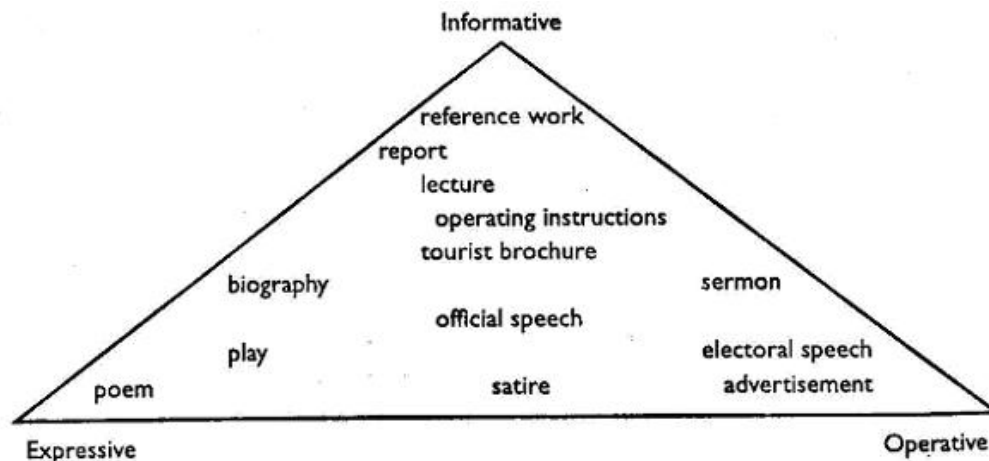 Informative
reference work
report
lecture
operating instructions
tourist brochure
biography
sermon
official speech
play
electoral speech
poem
satire
advertisement
Expressive
Operative